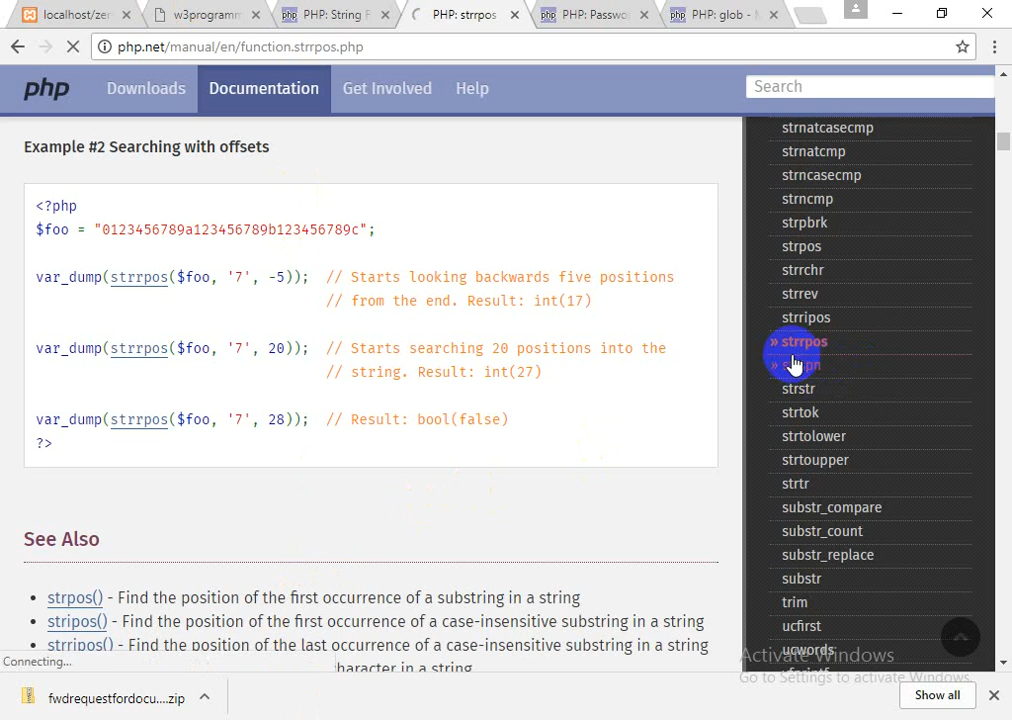 localhost/zer
w3programm
PHP: String F
PHP: strrpos
PHP: Passwo
PHP: glob - M
php.net/manual/en/function.strrpos.php
php
Downloads
Documentation
Get Involved
Help
Search
Example #2 Searching with offsets
<?php
$foo = "0123456789a123456789b123456789c";
var_dump(strrpos($foo, '7', -5)); // Starts looking backwards five positions
// from the end. Result: int(17)
var_dump(strrpos($foo, '7', 20)); // Starts searching 20 positions into the
// string. Result: int(27)
var_dump(strrpos($foo, '7', 28)); // Result: bool(false)
?>
See Also
• strpos() - Find the position of the first occurrence of a substring in a string
• stripos() - Find the position of the first occurrence of a case-insensitive substring in a string
• strripos() - Find the position of the last occurrence of a case-insensitive substring in a string
character in a string
strnatcasecmp
strnatcmp
strncasecmp
strncmp
strpbrk
strpos
strrchr
strrev
strripos
» strrpos
strstr
strtok
strtolower
strtoupper
strtr
substr_compare
substr_count
substr_replace
substr
trim
ucfirst
ucwords
Activate Windows
Go to Settings to activate Windows.
Connecting...
fwdrequestfordocu....zip
Show all